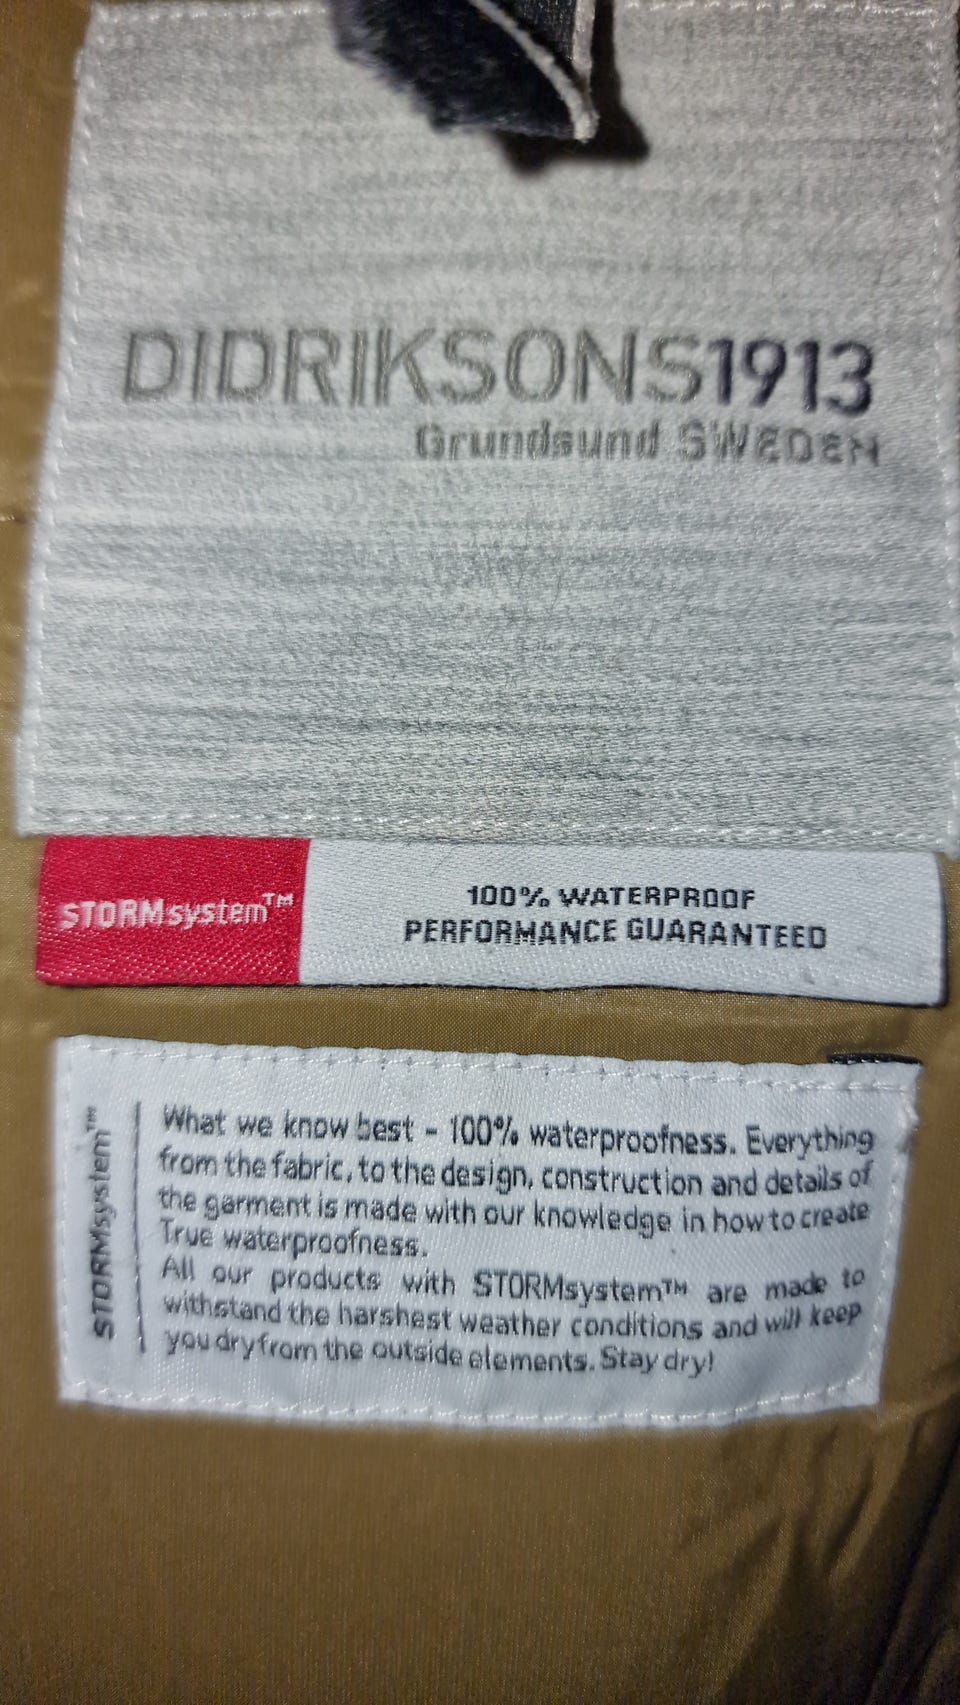 DIDRIKSONS1913
Grundsund SWEDEN
STORMsystem™
100% WATERPROOF
PERFORMANCE GUARANTEED
STORMsystem™
What we know best - 100% waterproofness. Everything
from the fabric, to the design, construction and details of
the garment is made with our knowledge in how to create
True waterproofness.
All our products with STORMsystem™ are made to
withstand the harshest weather conditions and will keep
you dry from the outside elements. Stay dry!